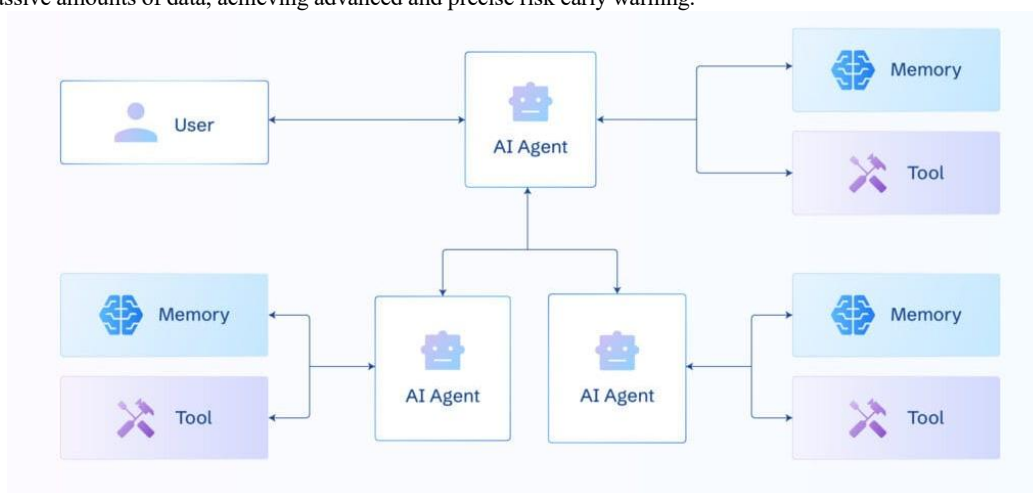 amounts of data, achieving advanced and precise risk early warning.
Memory
User
AI Agent
Tool
Memory
Memory
AI Agent
AI Agent
Tool
Tool